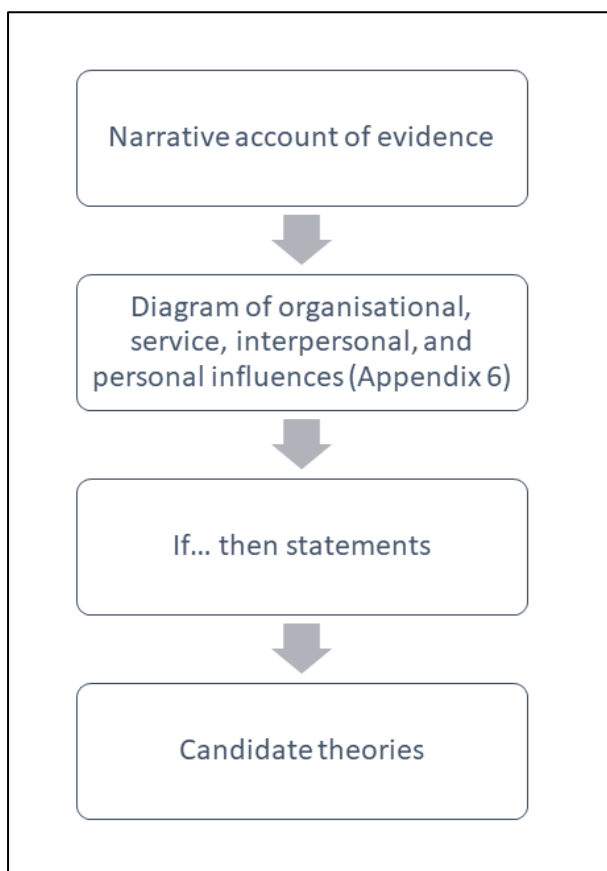 Narrative account of evidence
Diagram of organisational,
service, interpersonal, and
personal influences (Appendix 6)
If... then statements
Candidate theories